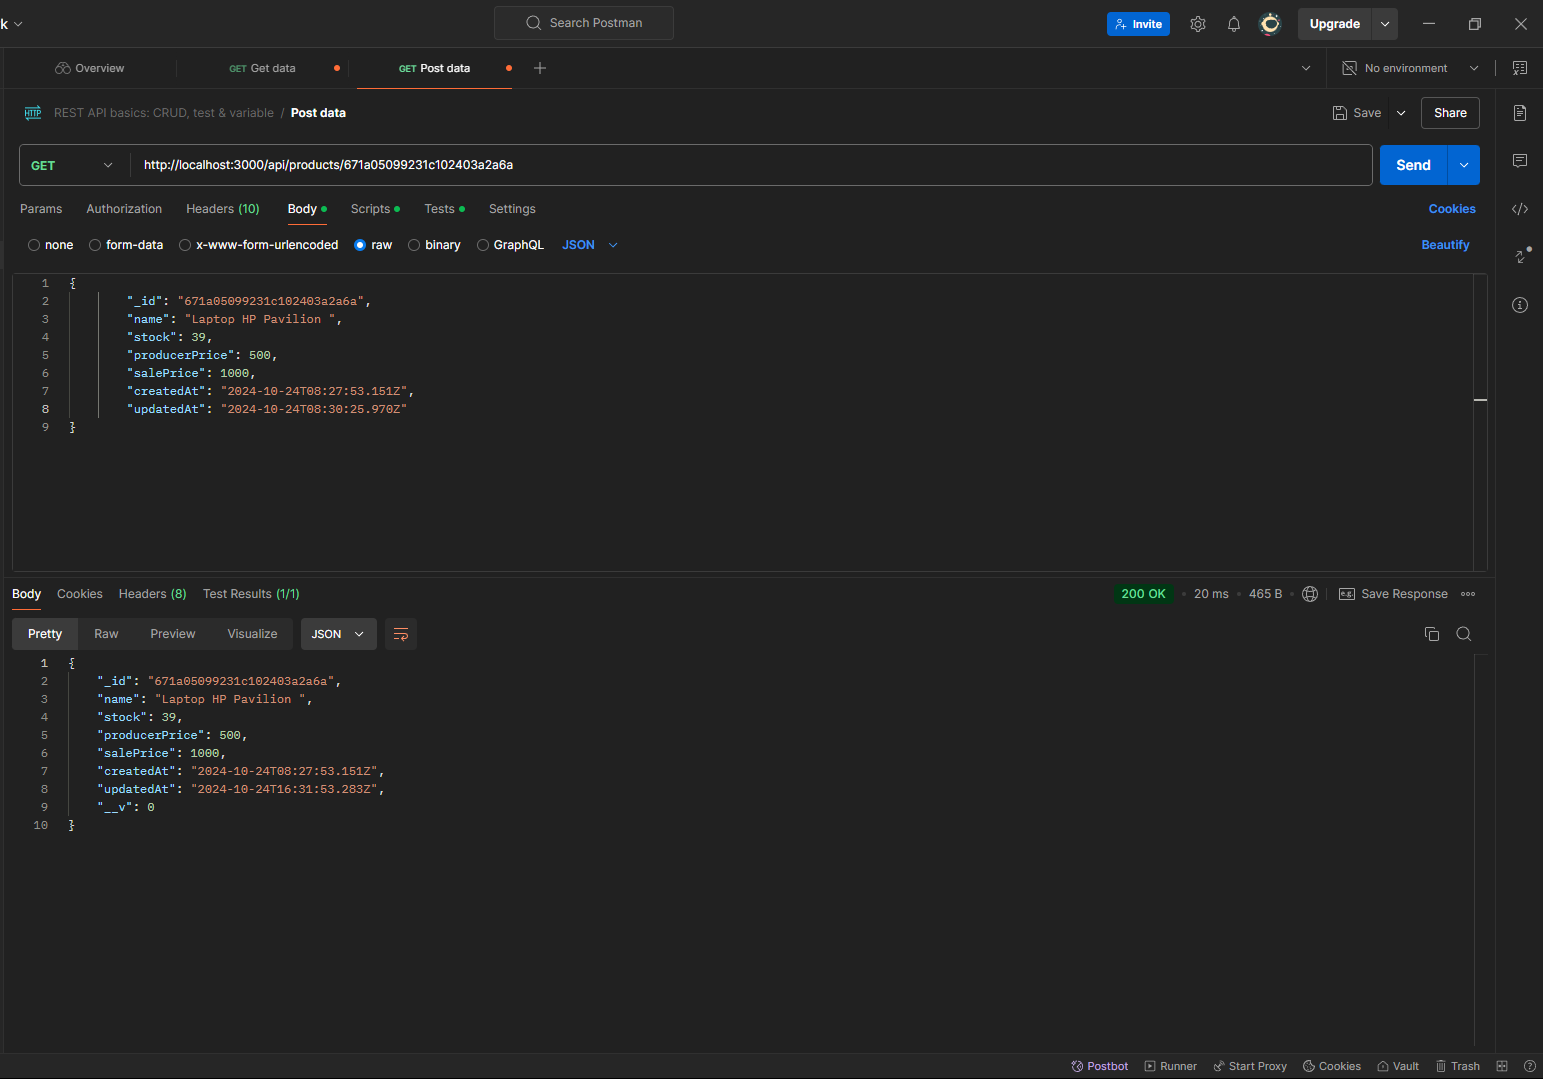 k
Search Postman
Invite
Upgrade
Overview
GET Get data
GET Post data
No environment
HTTP
REST API basics: CRUD, test & variable / Post data
Save
Share
GET
http://localhost:3000/api/products/671a05099231c102403a2a6a
Send
Params Authorization Headers (10) Body Scripts Tests Settings
Cookies
none form-data x-www-form-urlencoded raw binary GraphQL JSON
Beautify
1 {
2 "_id": "671a05099231c102403a2a6a",
3 "name": "Laptop HP Pavilion ",
4 "stock": 39,
5 "producerPrice": 500,
6 "salePrice": 1000,
7 "createdAt": "2024-10-24T08:27:53.151Z",
8 "updatedAt": "2024-10-24T08:30:25.970Z"
9 }
Body Cookies Headers (8) Test Results (1/1)
200 OK • 20 ms • 465 B •
e.g. Save Response
Pretty Raw Preview Visualize JSON
1 {
2 "_id": "671a05099231c102403a2a6a",
3 "name": "Laptop HP Pavilion ",
4 "stock": 39,
5 "producerPrice": 500,
6 "salePrice": 1000,
7 "createdAt": "2024-10-24T08:27:53.151Z",
8 "updatedAt": "2024-10-24T16:31:53.283Z",
9 "__v": 0
10 }
Postbot Runner Start Proxy Cookies Vault Trash